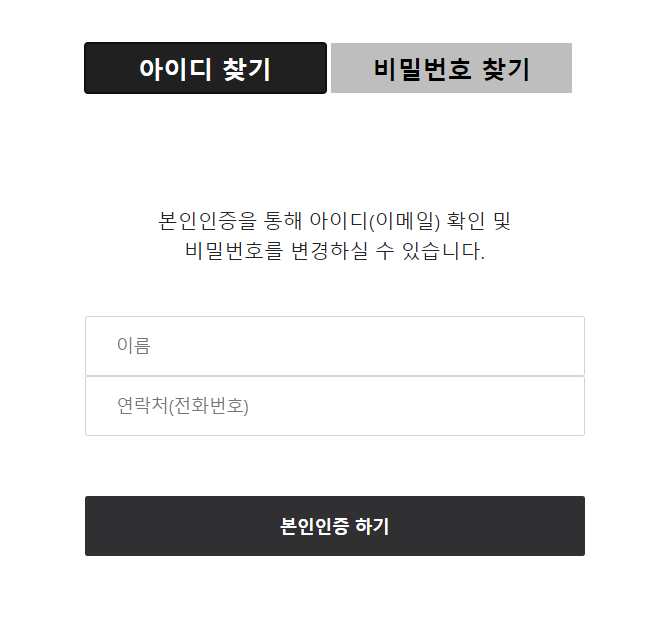 아이디 찾기 비밀번호 찾기
본인인증을 통해 아이디(이메일) 확인 및
비밀번호를 변경하실 수 있습니다.
이름
연락처(전화번호)
본인인증 하기